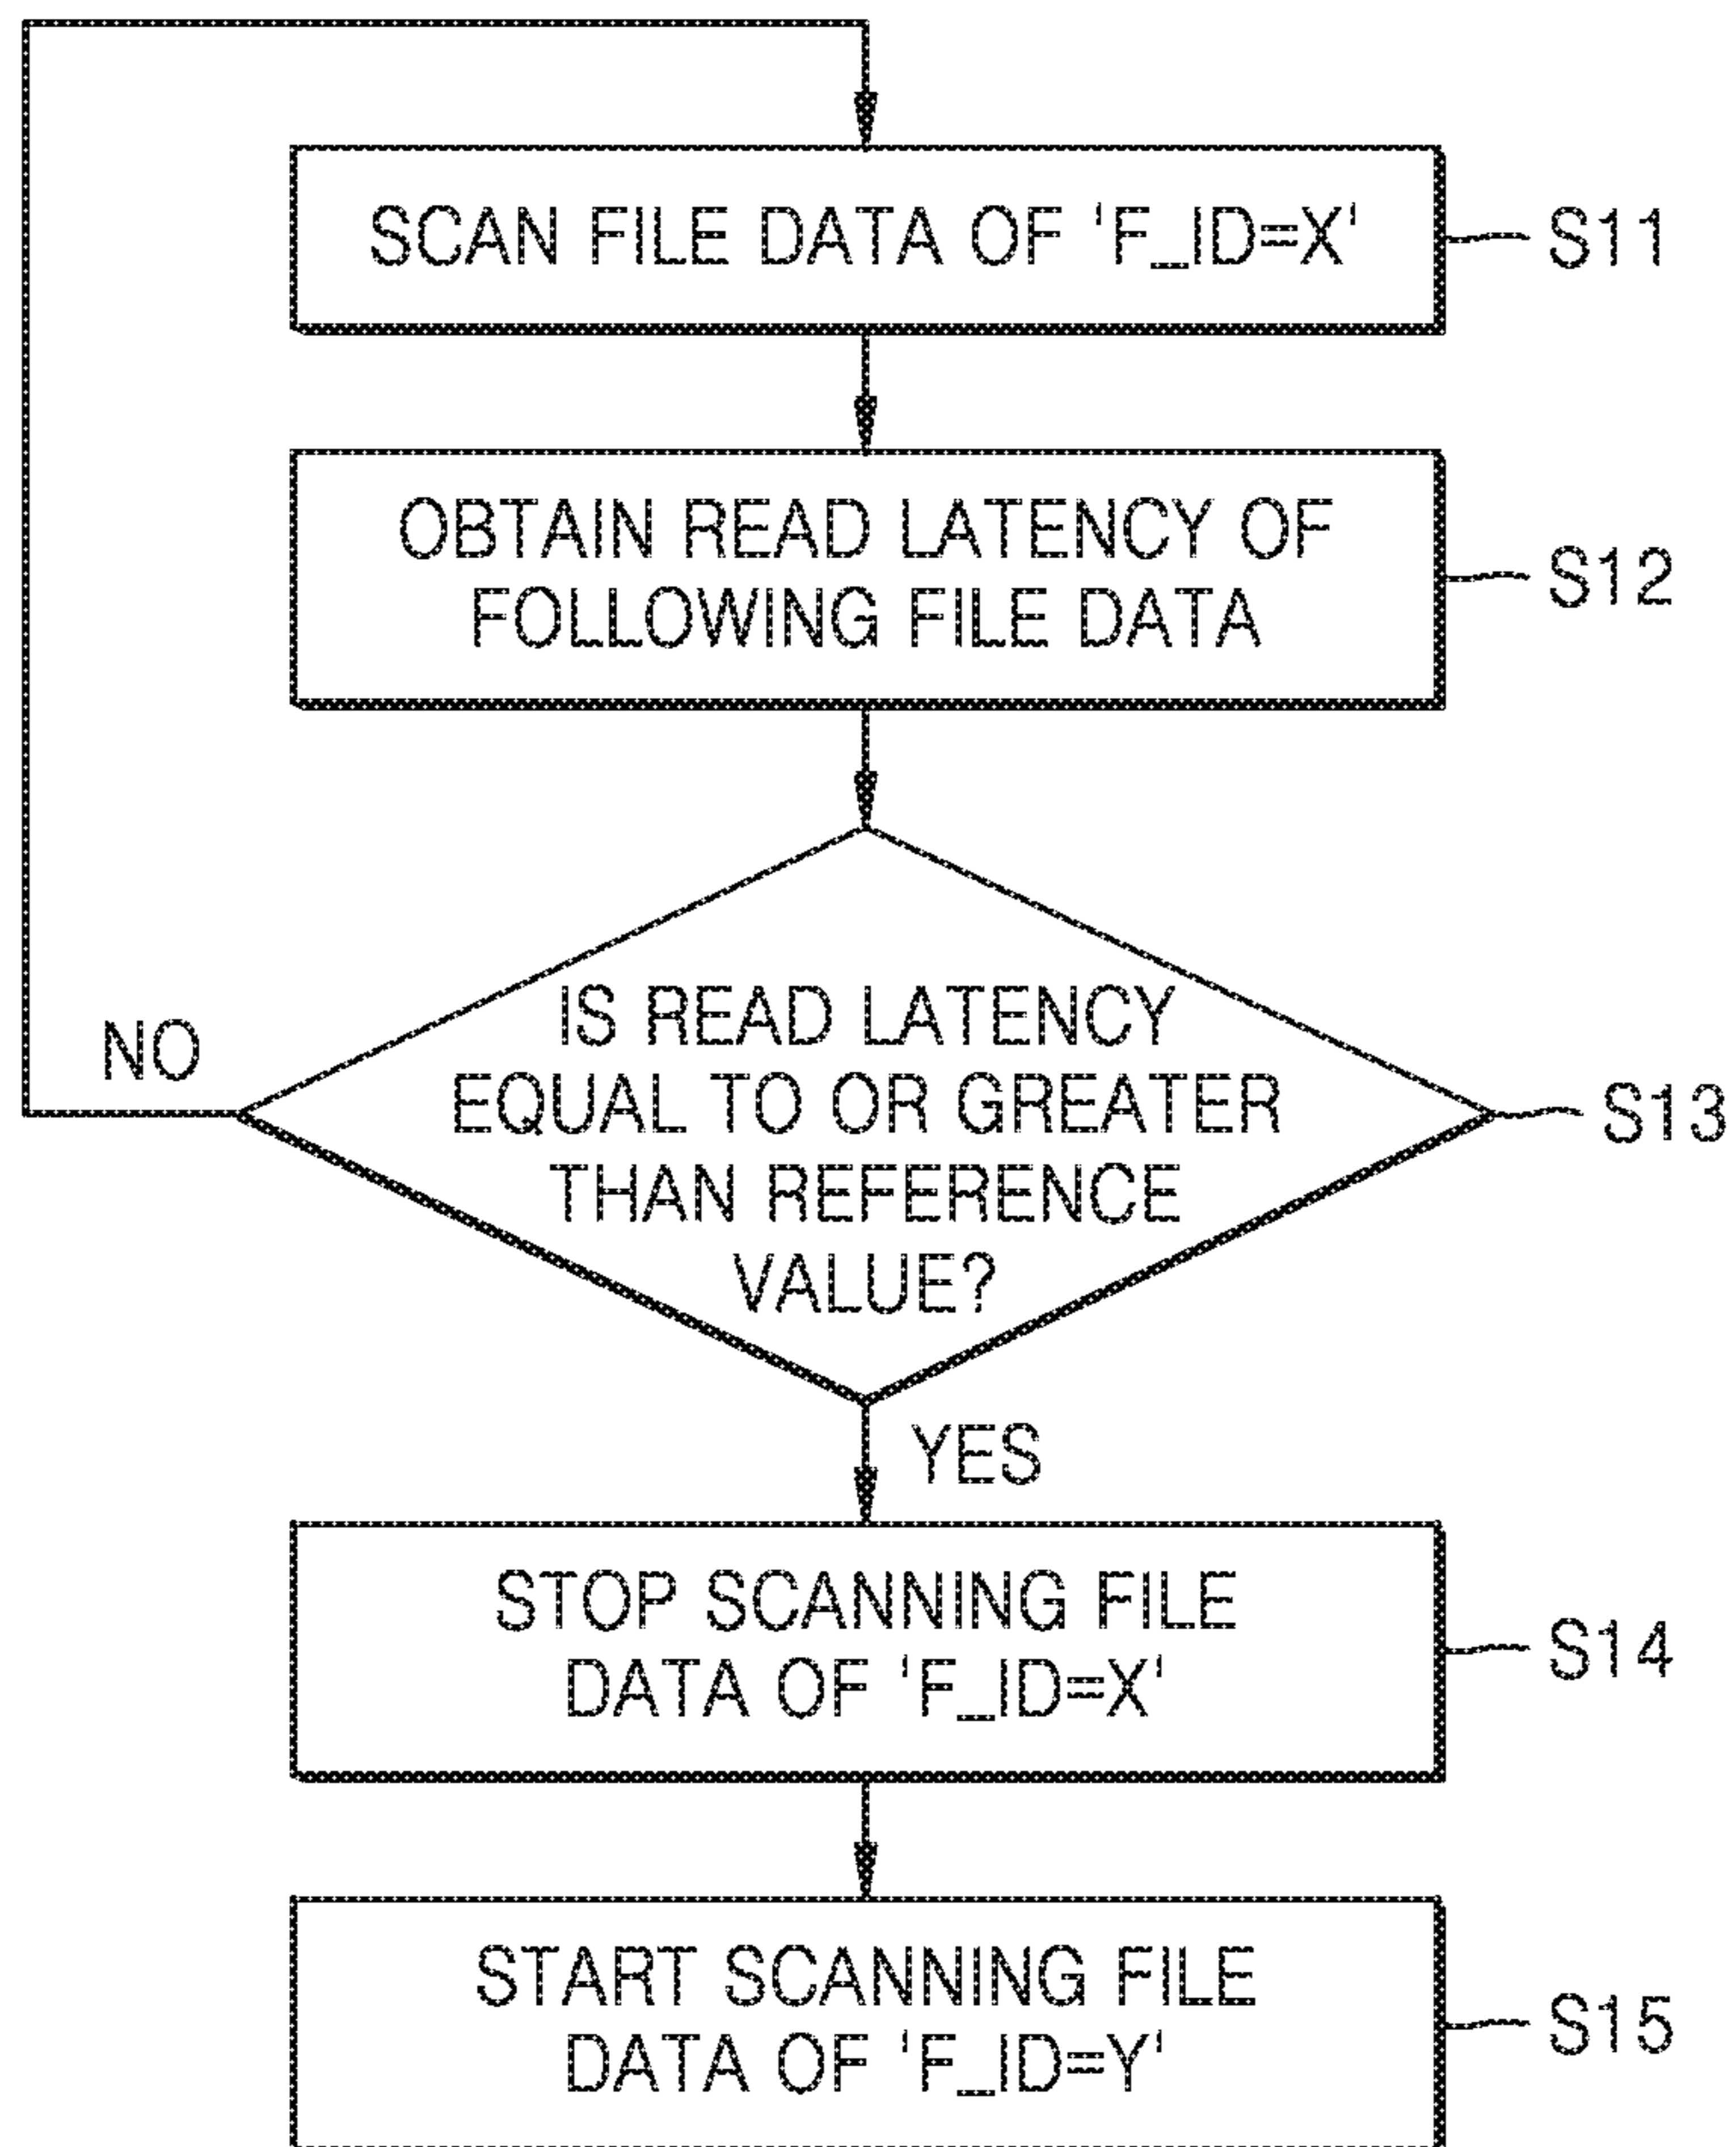 SCAN FILE DATA OF 'F_ID=X'
S11
OBTAIN READ LATENCY OF
FOLLOWING FILE DATA
S12
IS READ LATENCY
EQUAL TO OR GREATER
THAN REFERENCE
VALUE?
NO
S13
YES
STOP SCANNING FILE
DATA OF 'F_ID=X'
S14
START SCANNING FILE
DATA OF 'F_ID=Y'
S15